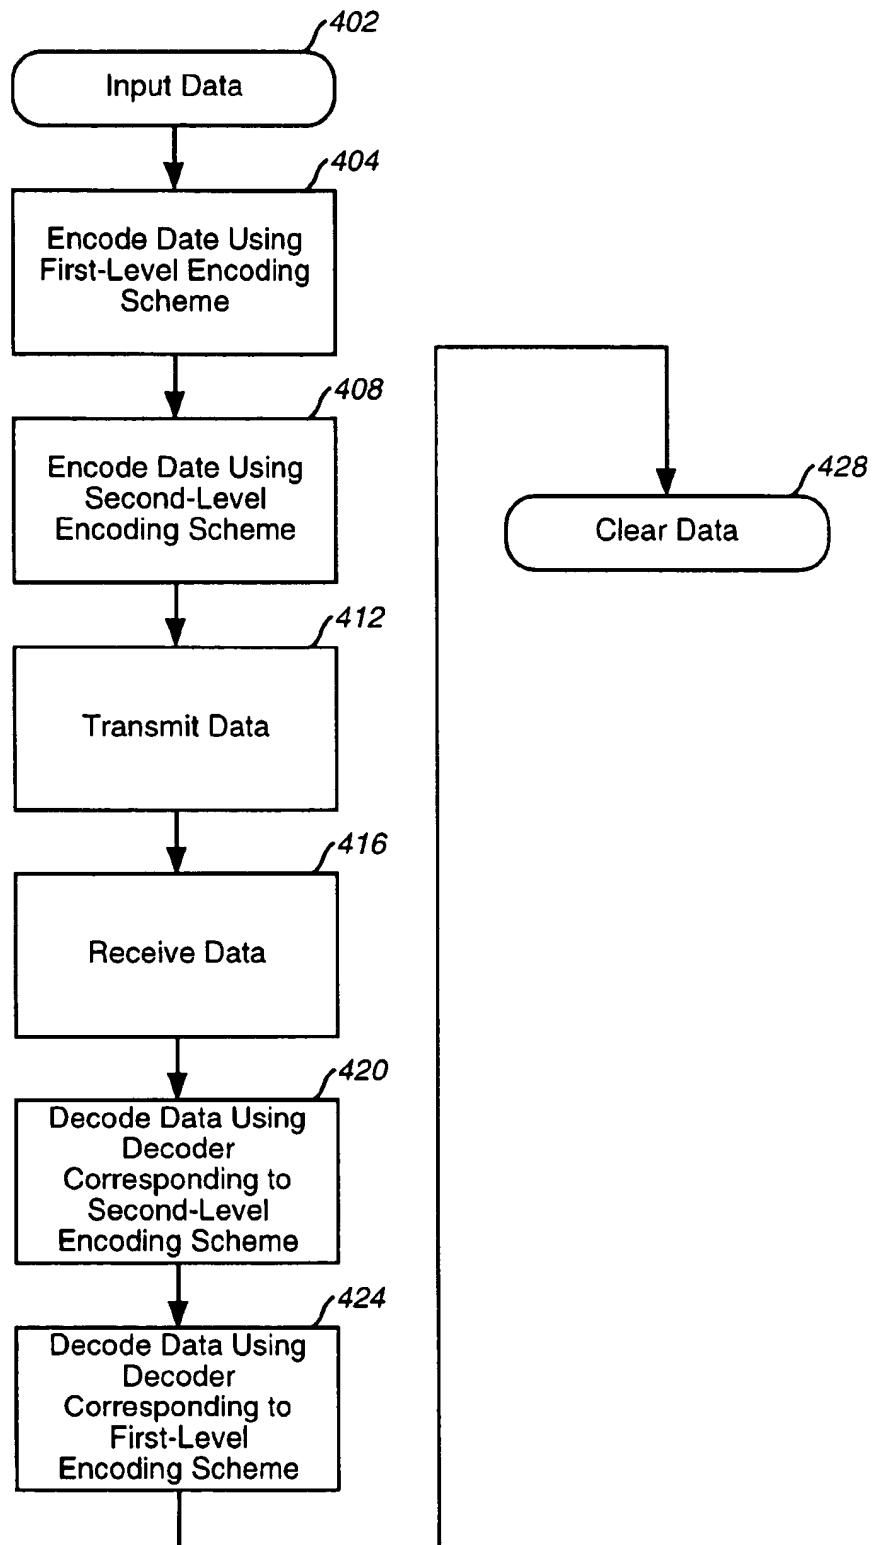 402
Input Data
404
Encode Date Using
First-Level Encoding
Scheme
408
Encode Date Using
Second-Level
Encoding Scheme
412
Transmit Data
416
Receive Data
420
Decode Data Using
Decoder
Corresponding to
Second-Level
Encoding Scheme
424
Decode Data Using
Decoder
Corresponding to
First-Level
Encoding Scheme
428
Clear Data